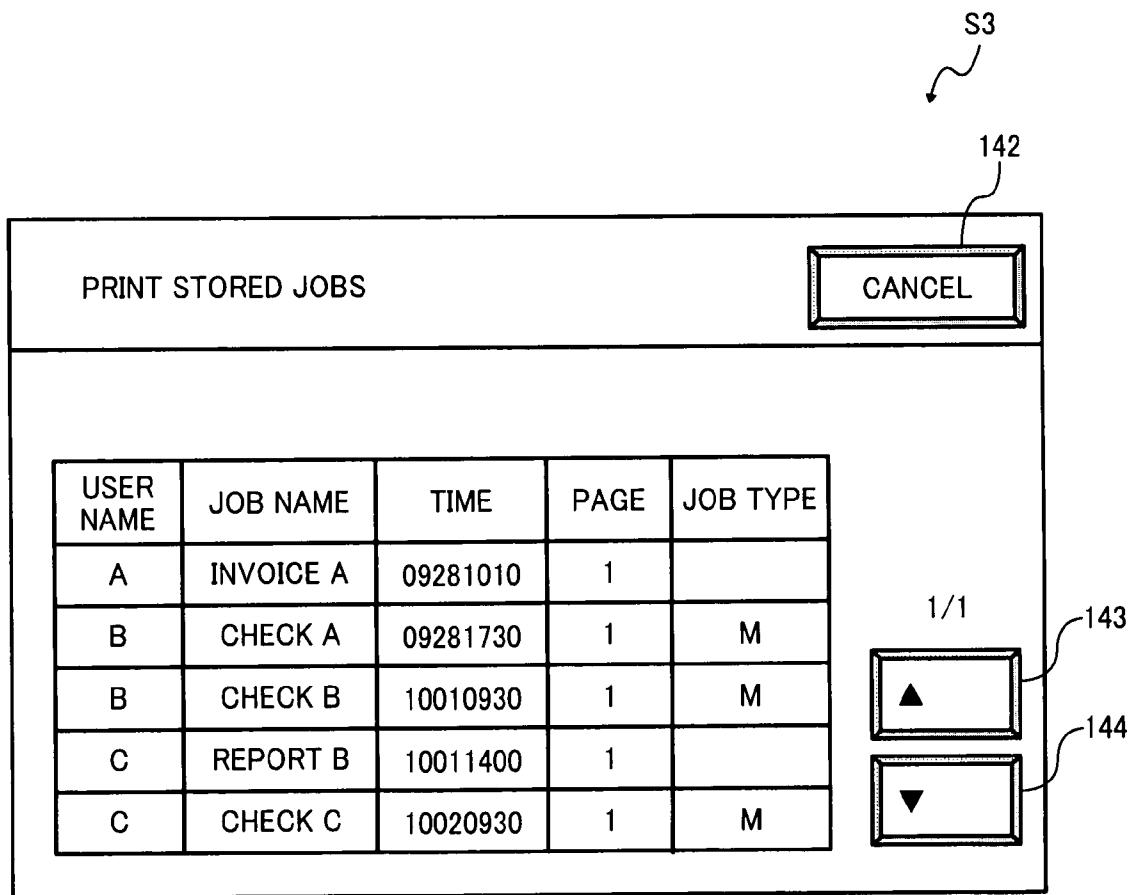 S3
142
PRINT STORED JOBS
CANCEL
USER NAME JOB NAME TIME PAGE JOB TYPE
A INVOICE A 09281010 1
B CHECK A 09281730 1 M
B CHECK B 10010930 1 M
C REPORT B 10011400 1
C CHECK C 10020930 1 M
1/1
143
▲
144
▼